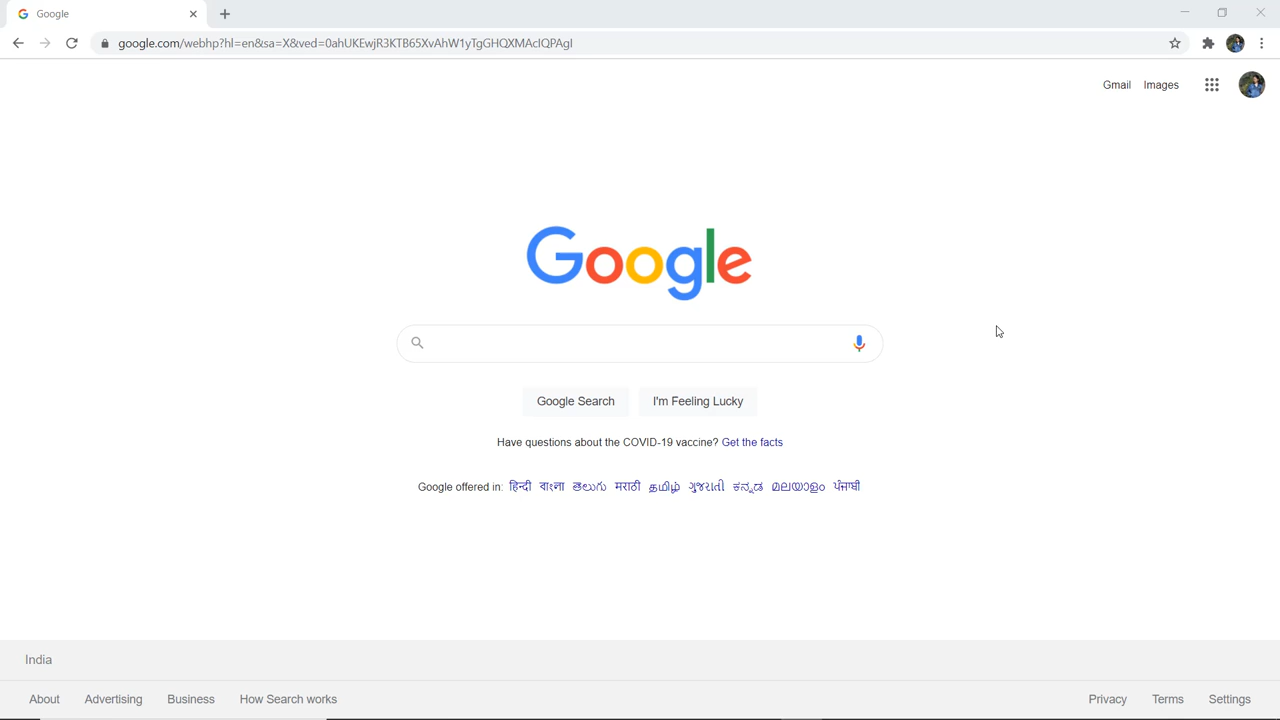 Google
google.com/webhp?hl=en&sa=X&ved=0ahUKEwjR3KTB65XvAhW1yTgGHQXMAcIQPAgI
Gmail Images
Google
Google Search I'm Feeling Lucky
Have questions about the COVID-19 vaccine? Get the facts
Google offered in: हिन्दी বাংলা తెలుగు मराठी தமிழ் ગુજરાતી ಕನ್ನಡ മലയാളം ਪੰਜਾਬੀ
India
About Advertising Business How Search works Privacy Terms Settings